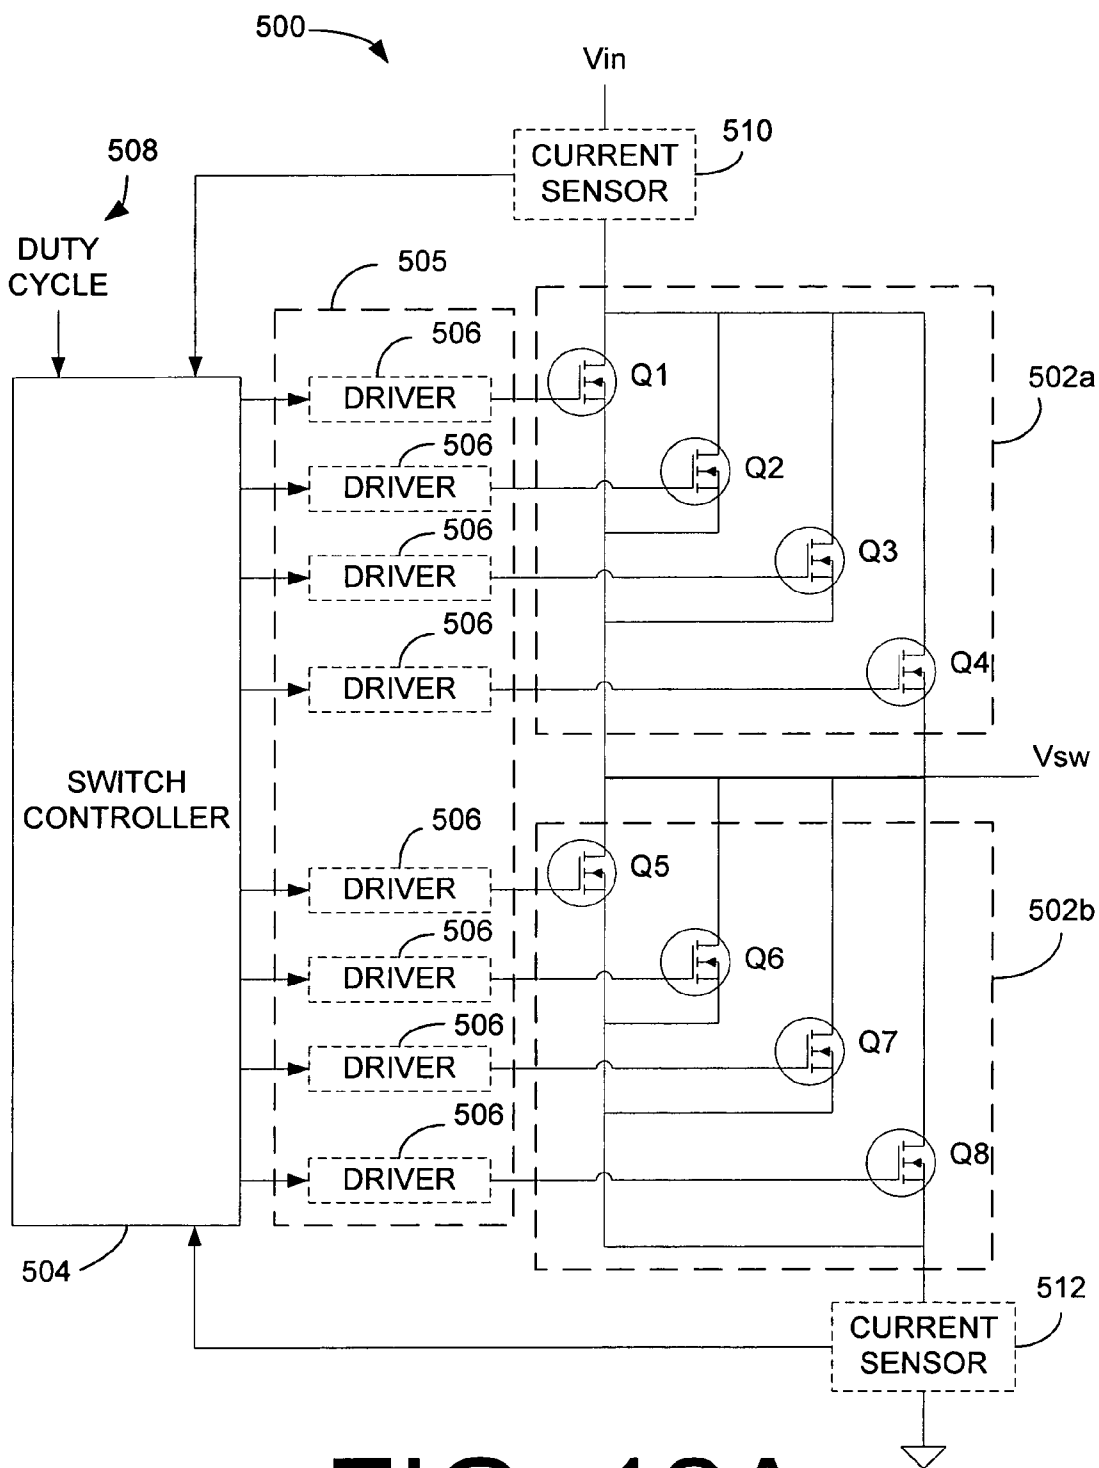 500
Vin
510
CURRENT
SENSOR
508
DUTY
CYCLE
505
506
DRIVER
Q1
502a
506
DRIVER
Q2
506
DRIVER
Q3
506
DRIVER
Q4
Vsw
SWITCH
CONTROLLER
506
DRIVER
Q5
502b
506
DRIVER
Q6
506
DRIVER
Q7
506
DRIVER
Q8
504
512
CURRENT
SENSOR